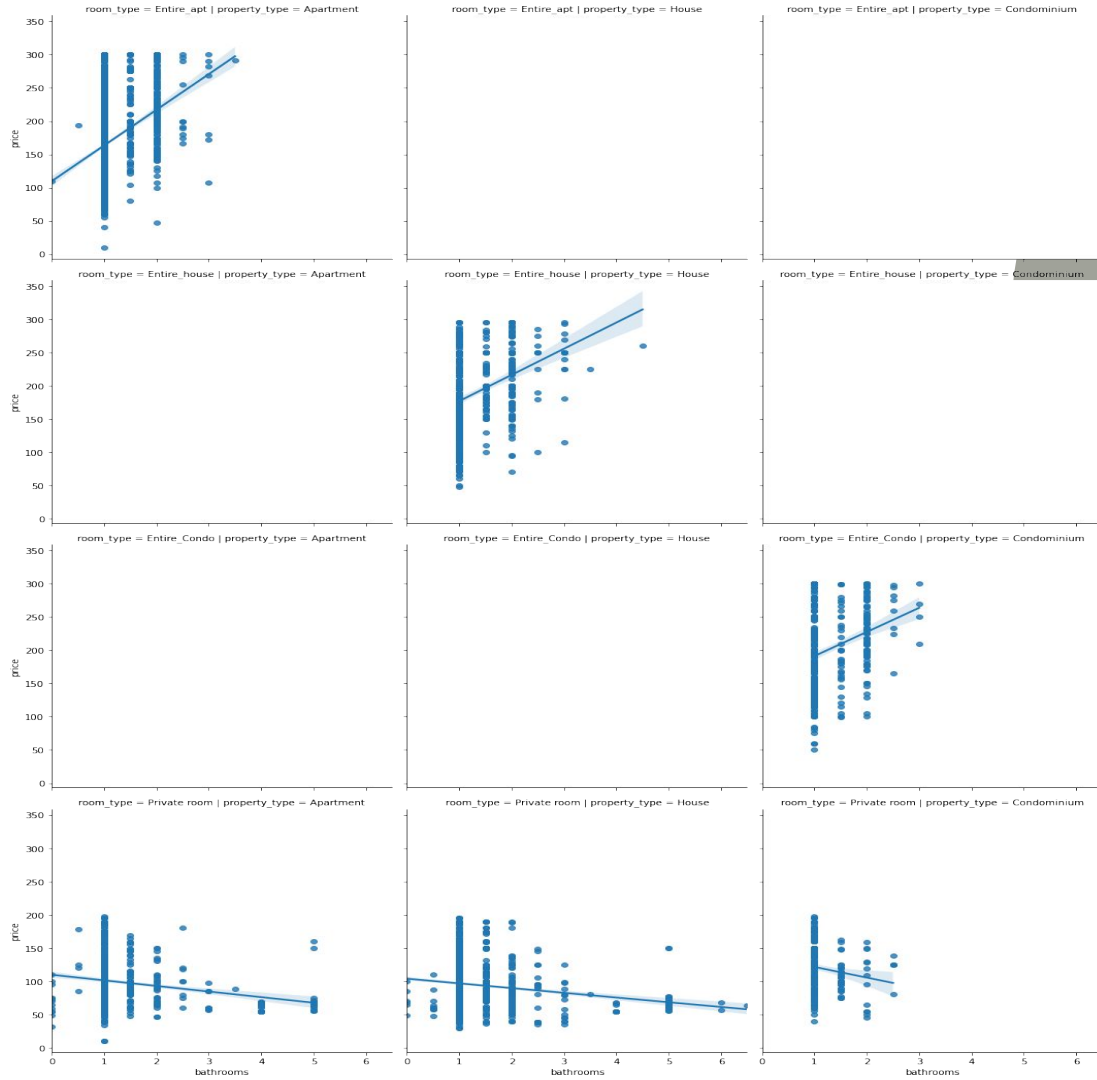 room_type = Entire_apt | property_type = Apartment
room_type = Entire_apt | property_type = House
room_type = Entire_apt | property_type = Condominium
350
300
250
200
150
100
50
0
price
room_type = Entire_house | property_type = Apartment
room_type = Entire_house | property_type = House
room_type = Entire_house | property_type = Condominium
350
300
250
200
150
100
50
0
price
room_type = Entire_Condo | property_type = Apartment
room_type = Entire_Condo | property_type = House
room_type = Entire_Condo | property_type = Condominium
350
300
250
200
150
100
50
0
price
room_type = Private room | property_type = Apartment
room_type = Private room | property_type = House
room_type = Private room | property_type = Condominium
350
300
250
200
150
100
50
0
price
0 1 2 3 4 5 6
bathrooms
0 1 2 3 4 5 6
bathrooms
0 1 2 3 4 5 6
bathrooms